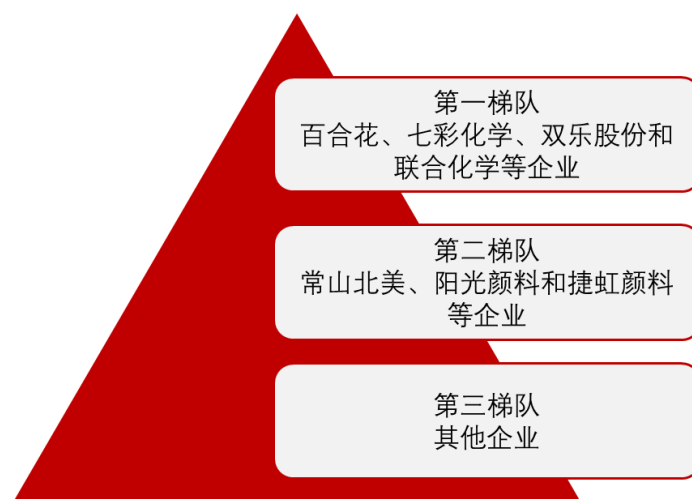 第一梯队
百合花、七彩化学、双乐股份和
联合化学等企业
第二梯队
常山北美、阳光颜料和捷虹颜料
等企业
第三梯队
其他企业